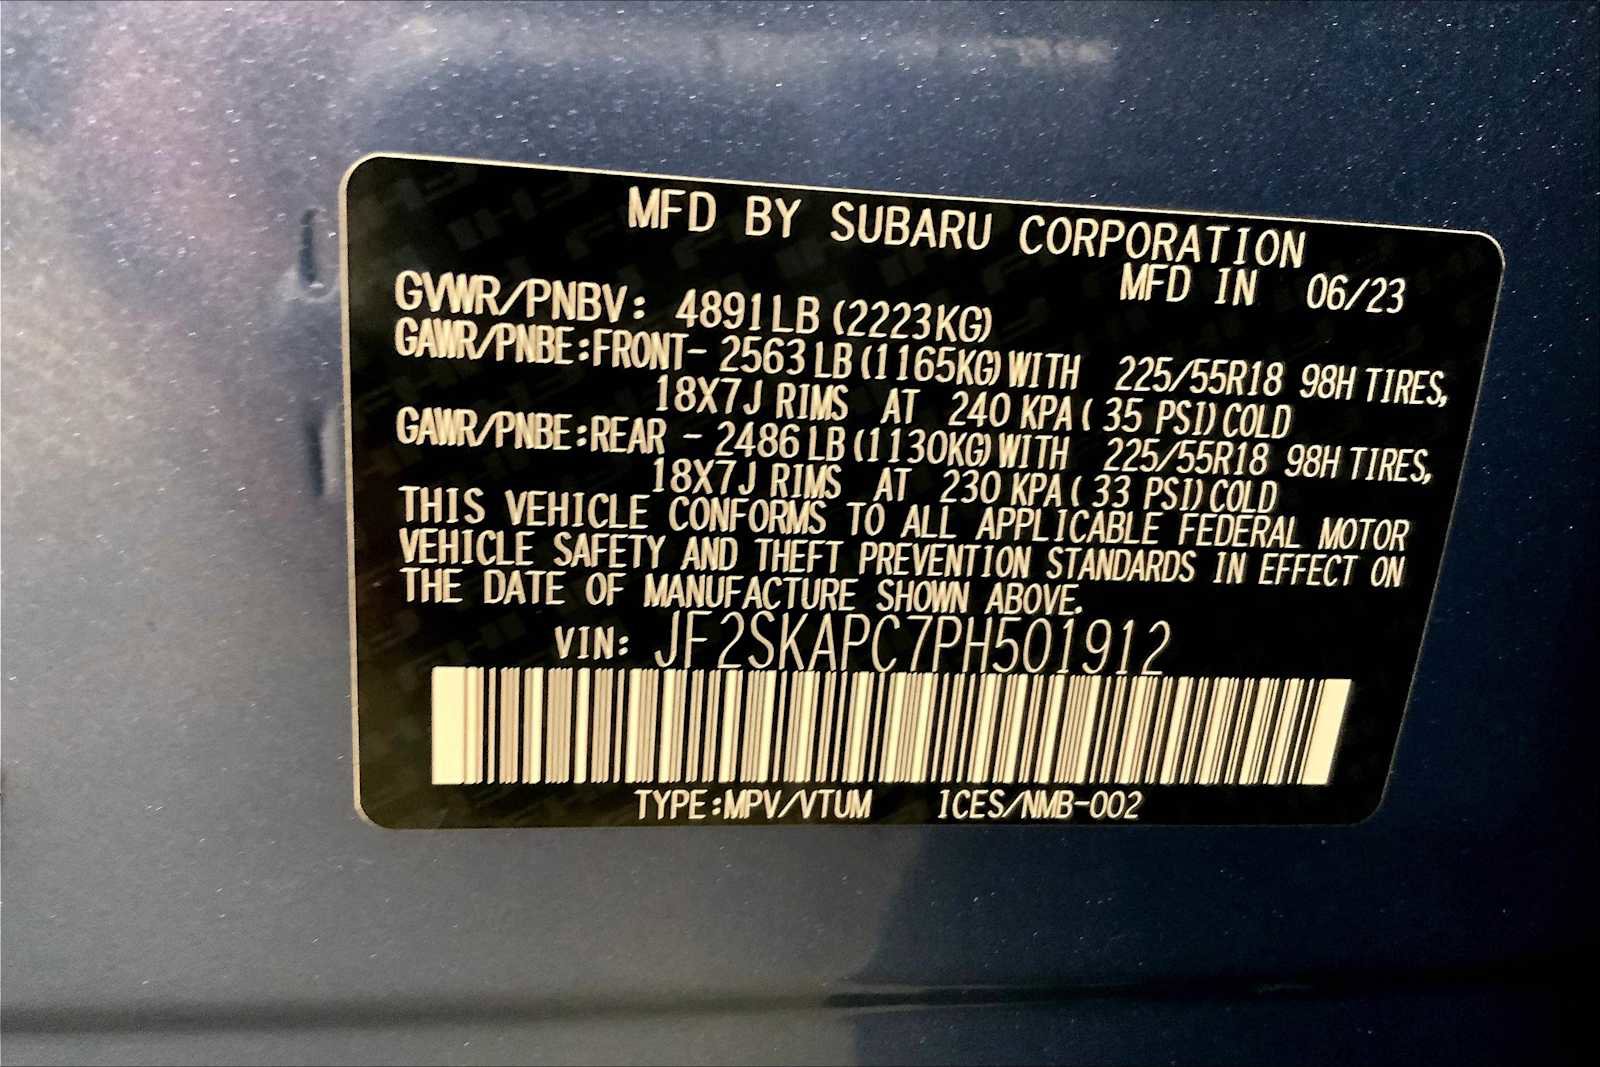 MFD BY SUBARU CORPORATION
MFD IN 06/23
GVWR/PNBV: 4891LB (2223KG)
GAWR/PNBE:FRONT- 2563 LB (1165KG) WITH 225/55R18 98H TIRES,
18X7J RIMS AT 240 KPA ( 35 PSI) COLD
GAWR/PNBE:REAR - 2486 LB (1130KG) WITH 225/55R18 98H TIRES,
18X7J RIMS AT 230 KPA ( 33 PSI) COLD
THIS VEHICLE CONFORMS TO ALL APPLICABLE FEDERAL MOTOR
VEHICLE SAFETY AND THEFT PREVENTION STANDARDS IN EFFECT ON
THE DATE OF MANUFACTURE SHOWN ABOVE.
VIN: JF2SKAPC7PH501912
TYPE:MPV/VTUM ICES/NMB-002